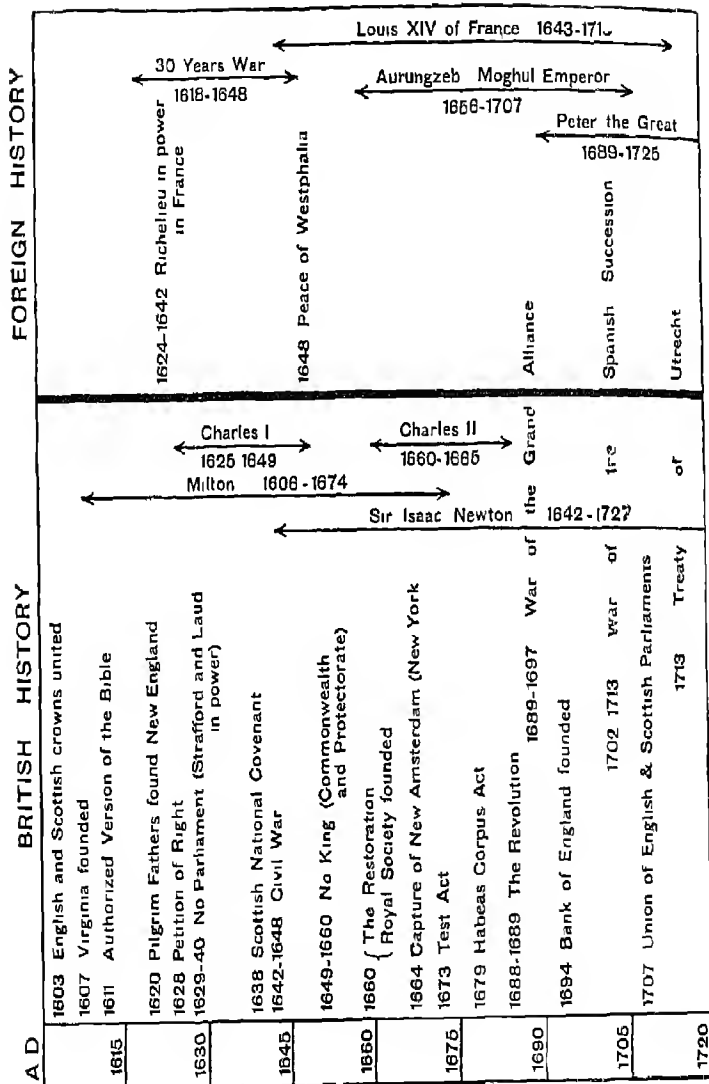 BRITISH HISTORY
FOREIGN HISTORY
A D
1615
1630
1645
1660
1675
1690
1705
1720
1603 English and Scottish crowns united
1607 Virginia founded
1611 Authorized Version of the Bible
1620 Pilgrim Fathers found New England
1628 Petition of Right
1629-40 No Parliament (Strafford and Laud
in power)
1638 Scottish National Covenant
1642-1648 Civil War
1649-1660 No King (Commonwealth
and Protectorate)
1660 { The Restoration
Royal Society founded
1664 Capture of New Amsterdam (New York
1673 Test Act
1679 Habeas Corpus Act
1688-1689 The Revolution
1689-1697 War of the Grand Alliance
1694 Bank of England founded
1702 1713 War of the Spanish Succession
1707 Union of English & Scottish Parliaments
1713 Treaty of Utrecht
Charles I
1625 1649
Charles II
1660-1685
Milton 1608-1674
Sir Isaac Newton 1642-1727
1624-1642 Richelieu in power
in France
1648 Peace of Westphalia
30 Years War
1618-1648
Louis XIV of France 1643-
Aurungzeb Moghul Emperor
1658-1707
Peter the Great
1689-1725